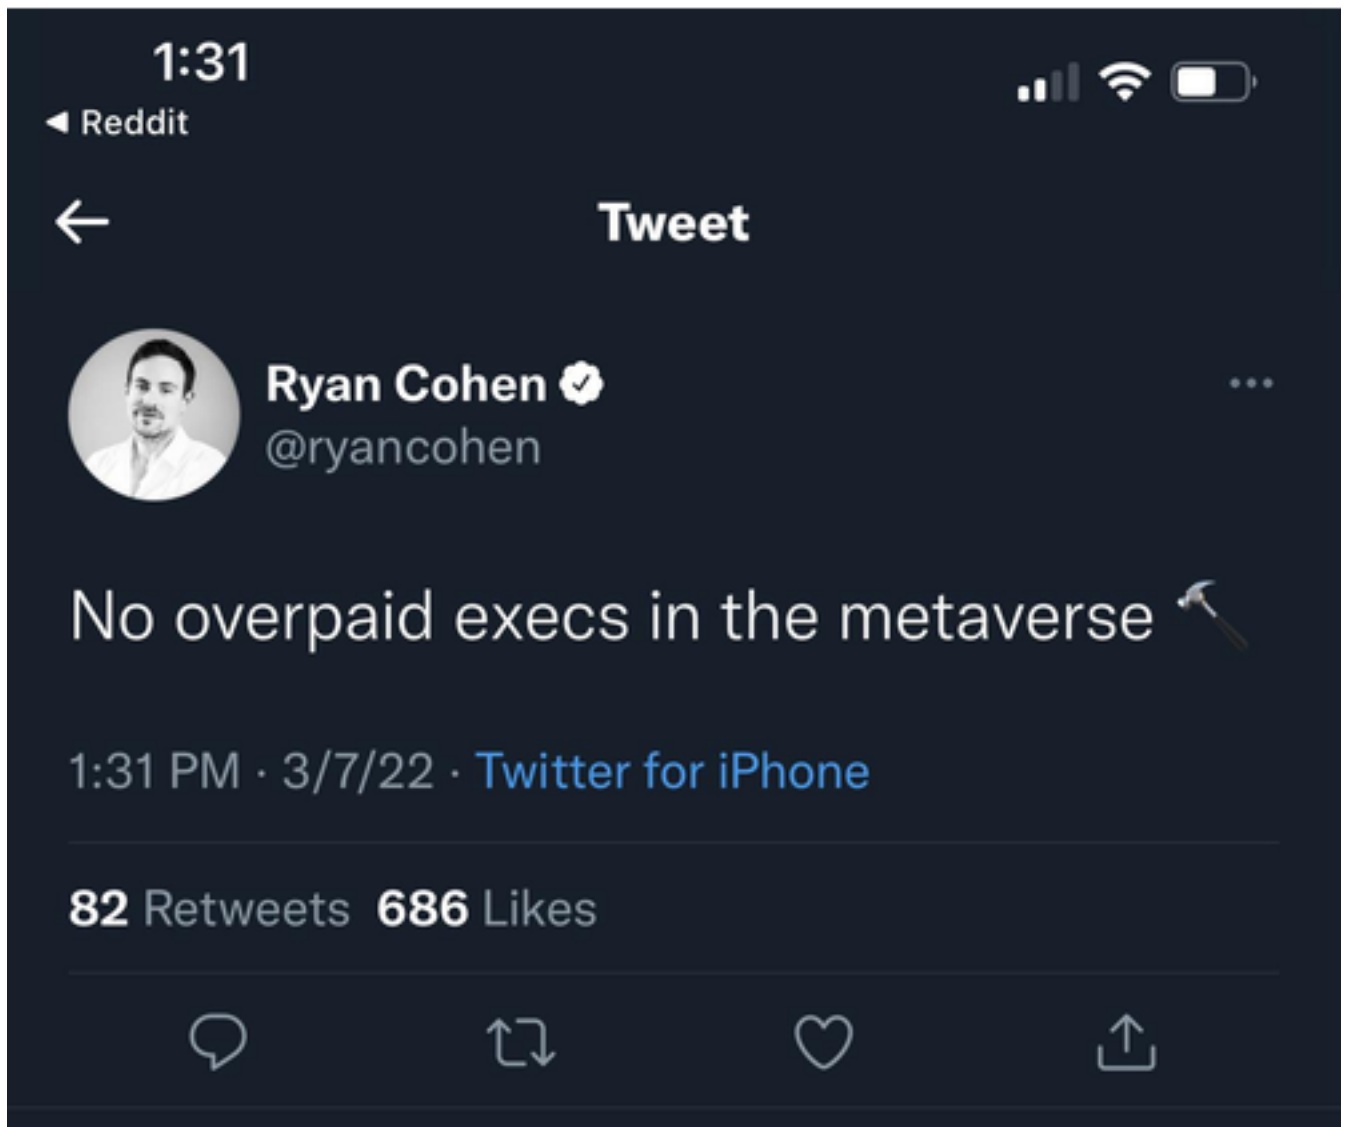 1:31
◀ Reddit
Tweet
Ryan Cohen
@ryancohen
No overpaid execs in the metaverse 🔨
1:31 PM · 3/7/22 · Twitter for iPhone
82 Retweets 686 Likes